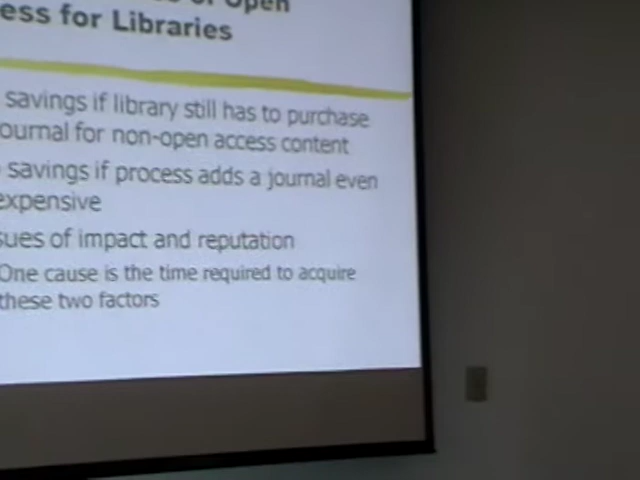 of Open
ess for Libraries
savings if library still has to purchase
ournal for non-open access content
savings if process adds a journal even
expensive
sues of impact and reputation
One cause is the time required to acquire
these two factors